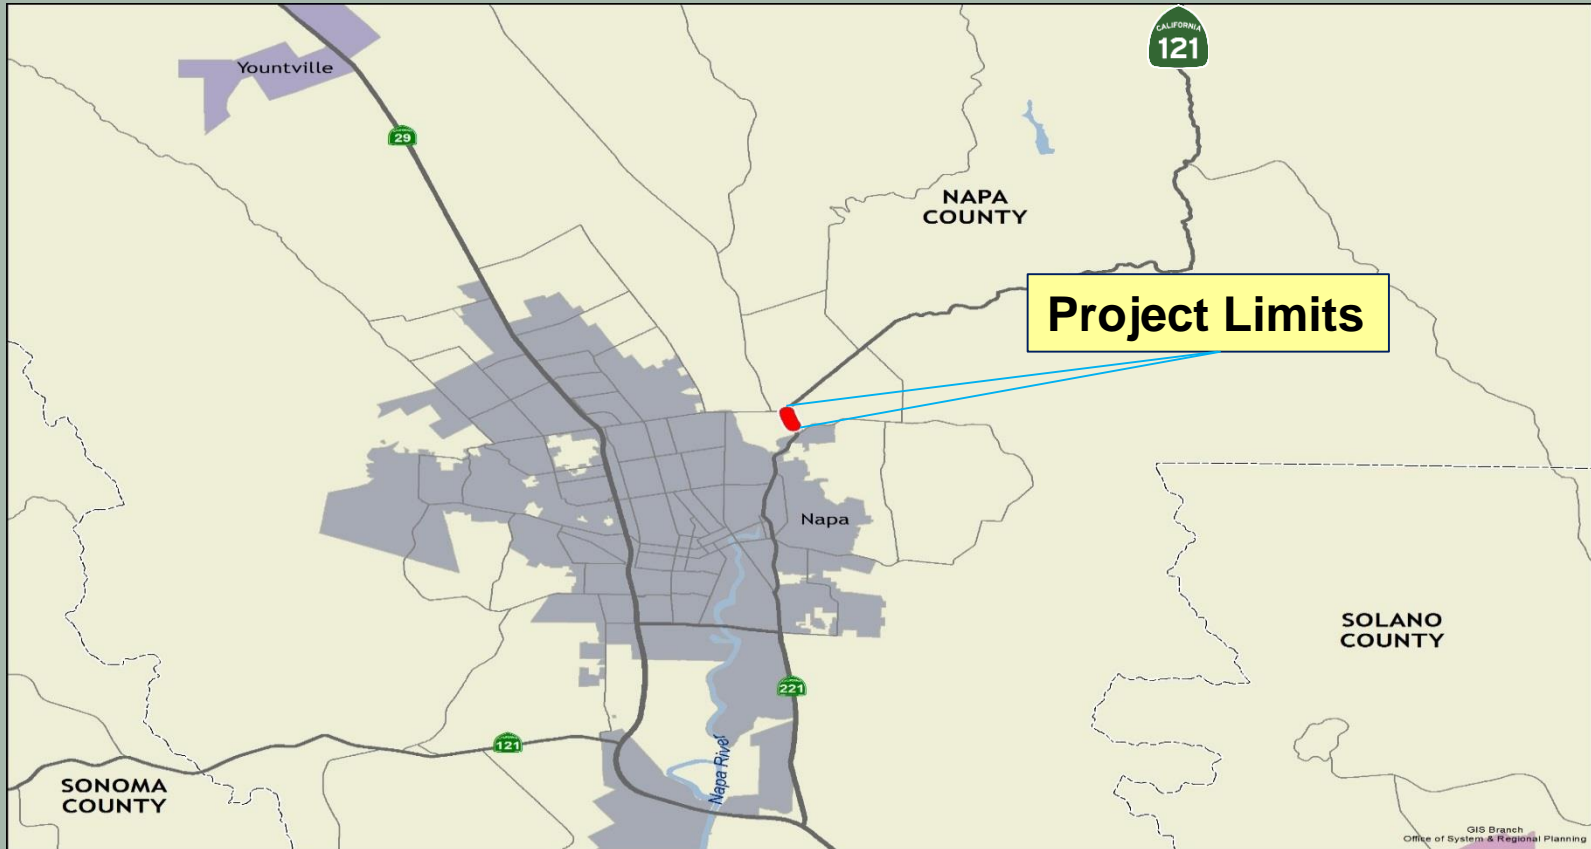 CALIFORNIA
121
Yountville
29
NAPA
COUNTY
Project Limits
Napa
SOLANO
COUNTY
221
121
Napa River
SONOMA
COUNTY
GIS Branch
Office of System & Regional Planning